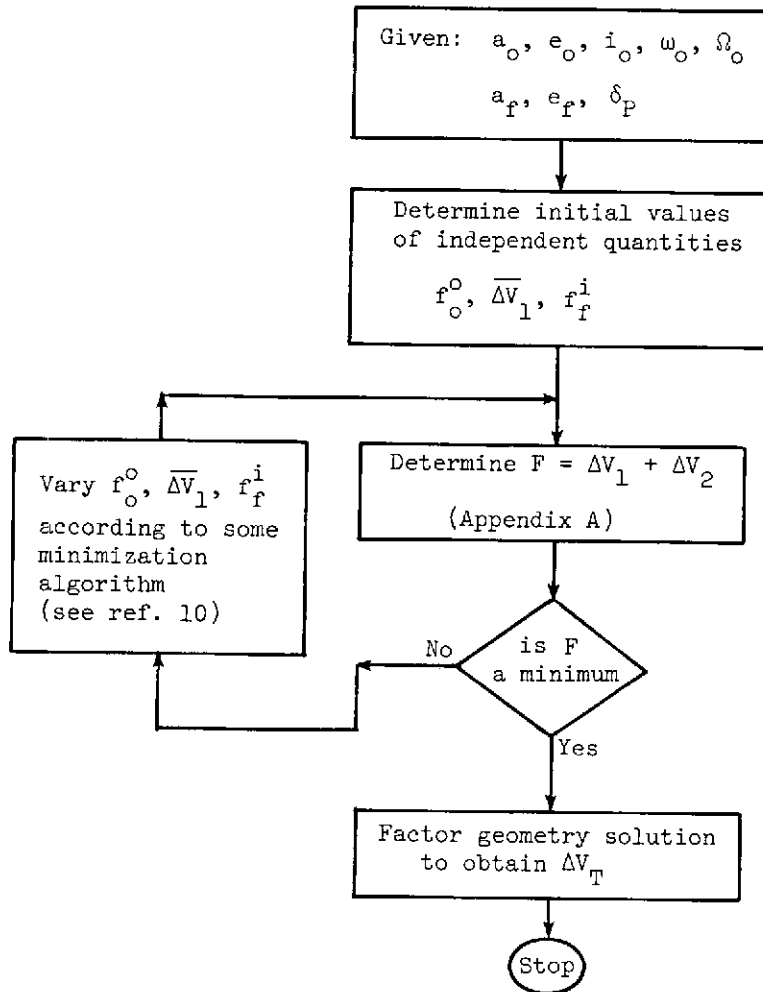 Given: a_o, e_o, i_o, ω_o, Ω_o
a_f, e_f, δ_P
Determine initial values
of independent quantities
f_o^o, \overline{ΔV}_1, f_f^i
Vary f_o^o, \overline{ΔV}_1, f_f^i
according to some
minimization
algorithm
(see ref. 10)
Determine F = ΔV_1 + ΔV_2
(Appendix A)
is F
a minimum
No
Yes
Factor geometry solution
to obtain ΔV_T
Stop